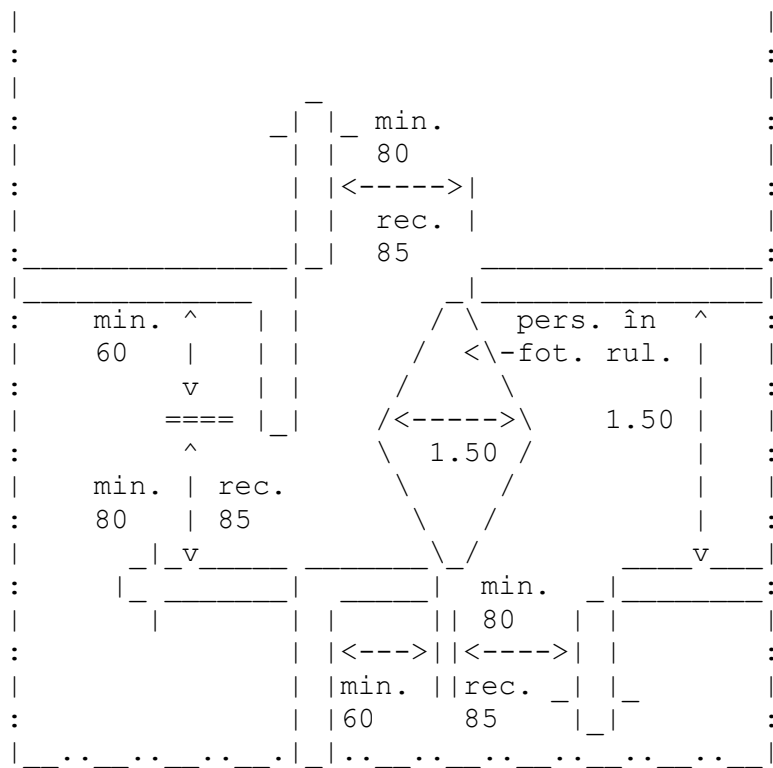 min.
80
rec.
85
min. pers. în
60 fot. rul.
1.50
1.50
min. rec.
80 85
min.
80
min. rec.
60 85